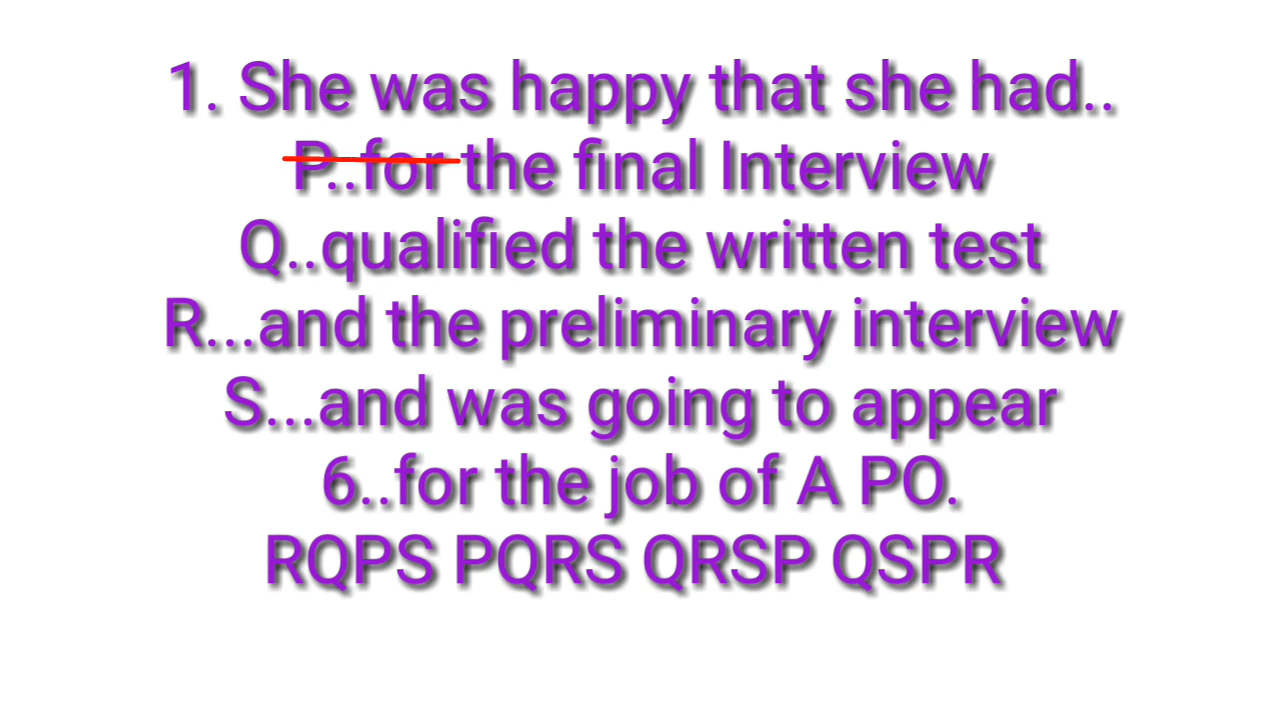 1. She was happy that she had..
P..for the final Interview
Q..qualified the written test
R...and the preliminary interview
S...and was going to appear
6..for the job of A PO.
RQPS PQRS QRSP QSPR